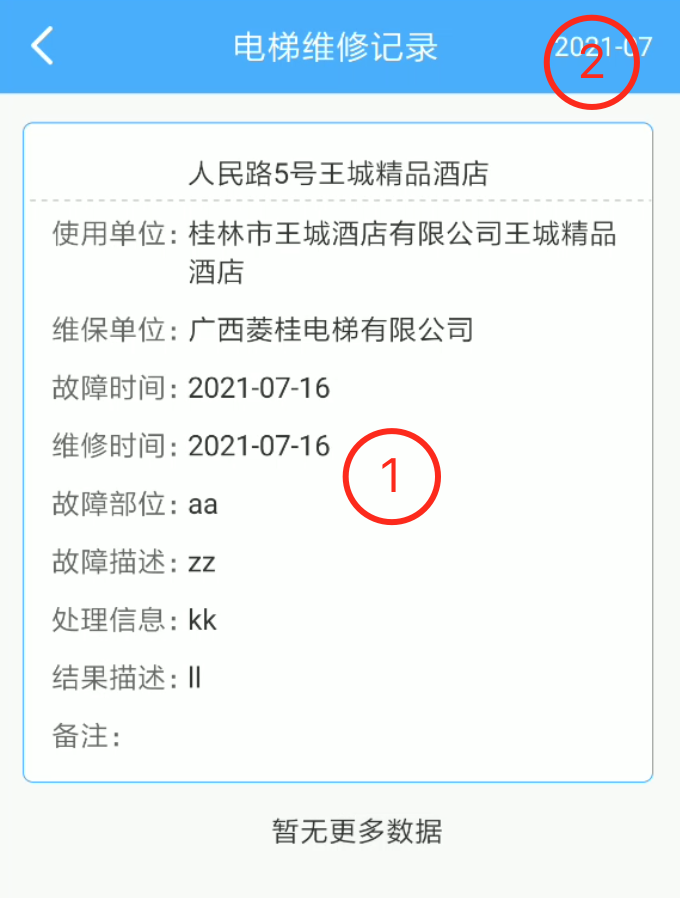 电梯维修记录
2021-07
2
人民路5号王城精品酒店
使用单位：桂林市王城酒店有限公司王城精品
酒店
维保单位：广西菱桂电梯有限公司
故障时间：2021-07-16
维修时间：2021-07-16
1
故障部位：aa
故障描述：zz
处理信息：kk
结果描述：ll
备注：
暂无更多数据